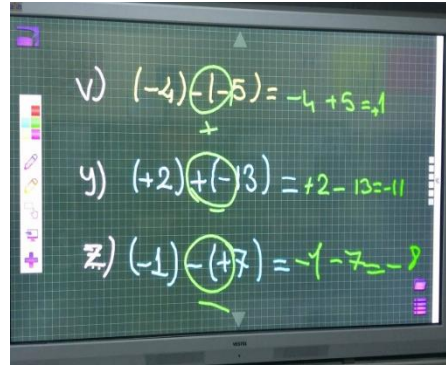 v) (-4)-(-5) = -4 + 5 = +1
+
y) (+2)+(-13) = +2 - 13 = -11
z) (-1)-(+7) = -1 - 7 = - 8